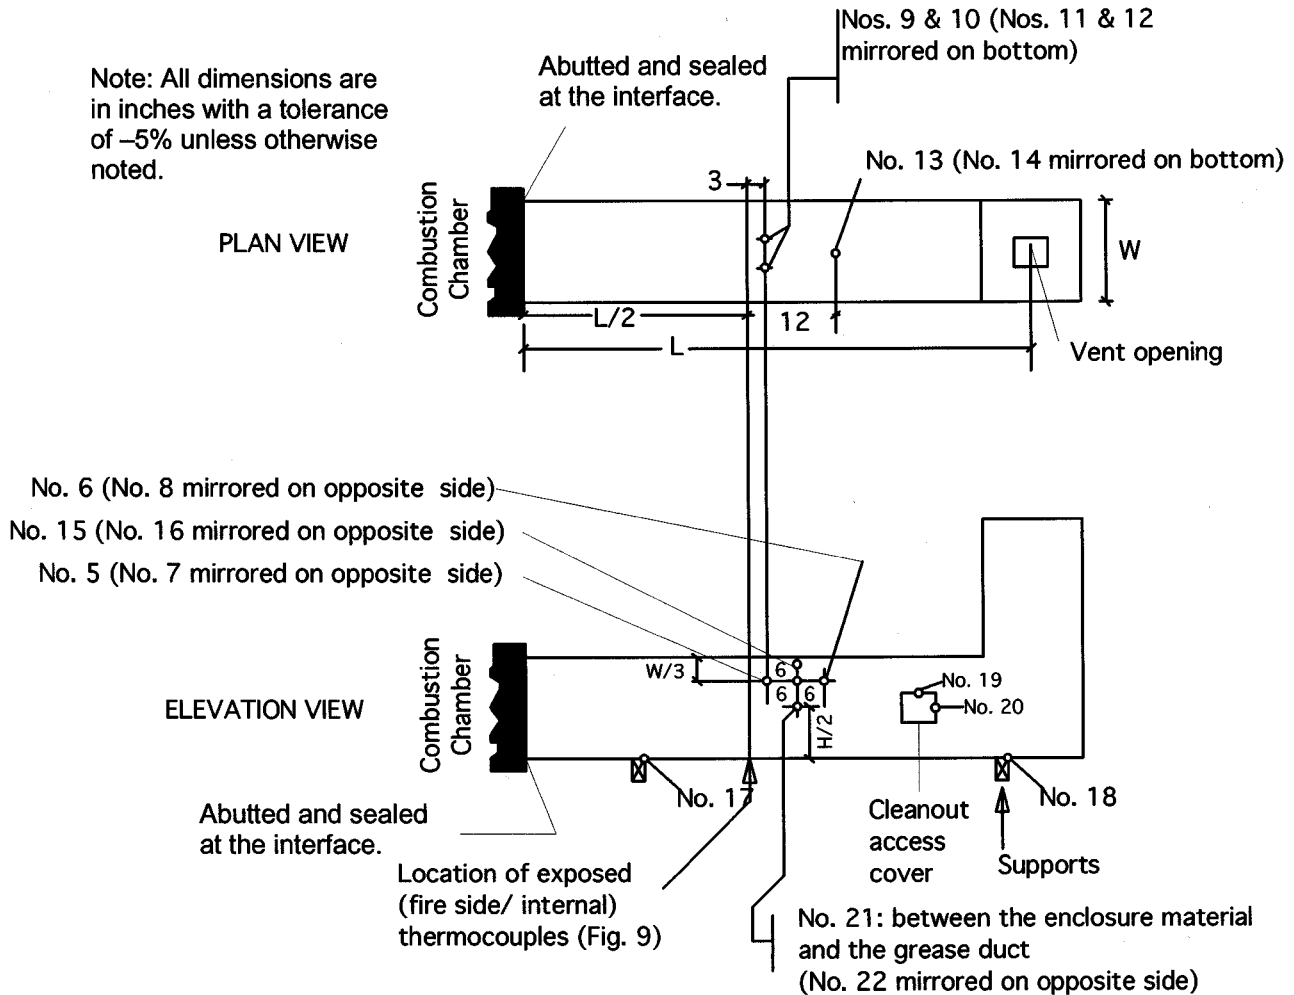 Nos. 9 & 10 (Nos. 11 & 12
mirrored on bottom)
Note: All dimensions are
in inches with a tolerance
of –5% unless otherwise
noted.
Abutted and sealed
at the interface.
No. 13 (No. 14 mirrored on bottom)
3
PLAN VIEW
Combustion
Chamber
W
L/2
12
L
Vent opening
No. 6 (No. 8 mirrored on opposite side)
No. 15 (No. 16 mirrored on opposite side)
No. 5 (No. 7 mirrored on opposite side)
ELEVATION VIEW
Combustion
Chamber
W/3
6
6 6
H/2
No. 19
No. 20
No. 17
No. 18
Abutted and sealed
at the interface.
Cleanout
access
cover
Supports
Location of exposed
(fire side/ internal)
thermocouples (Fig. 9)
No. 21: between the enclosure material
and the grease duct
(No. 22 mirrored on opposite side)